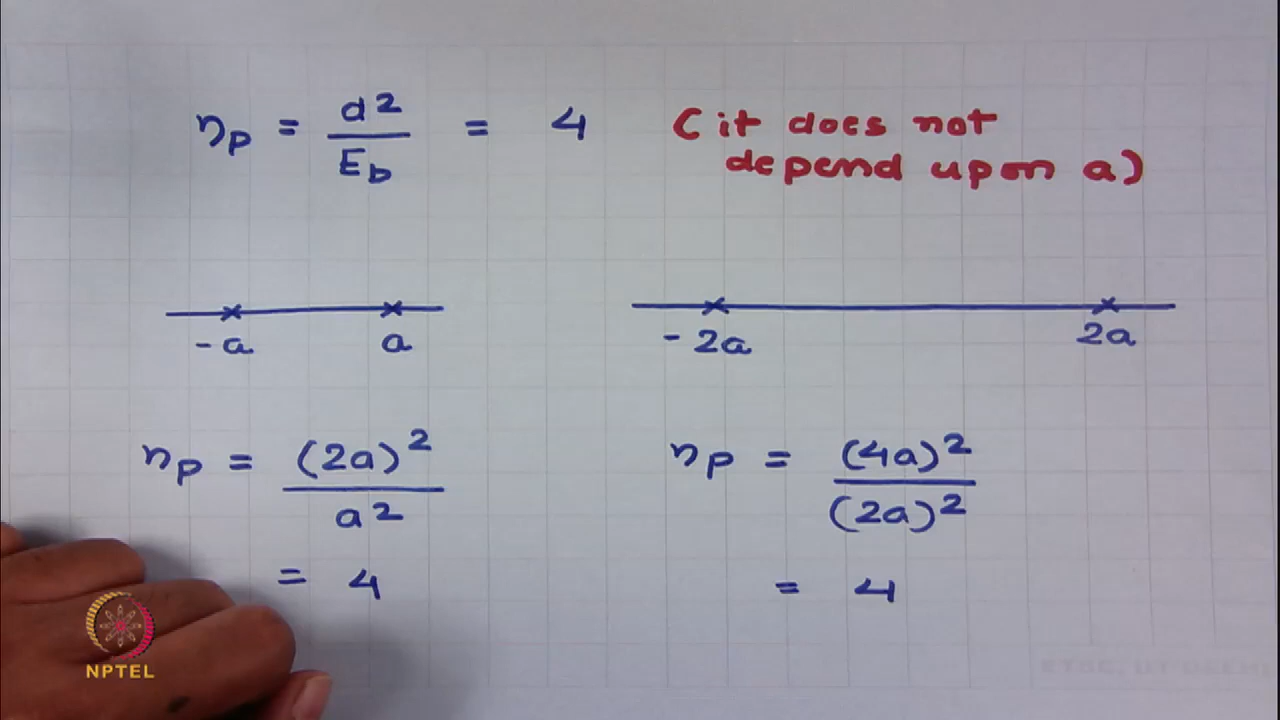 ηp = d²/Eb = 4 (it does not
depend upon a)
-a a -2a 2a
ηp = (2a)²/a² ηp = (4a)²/(2a)²
= 4 = 4
NPTEL